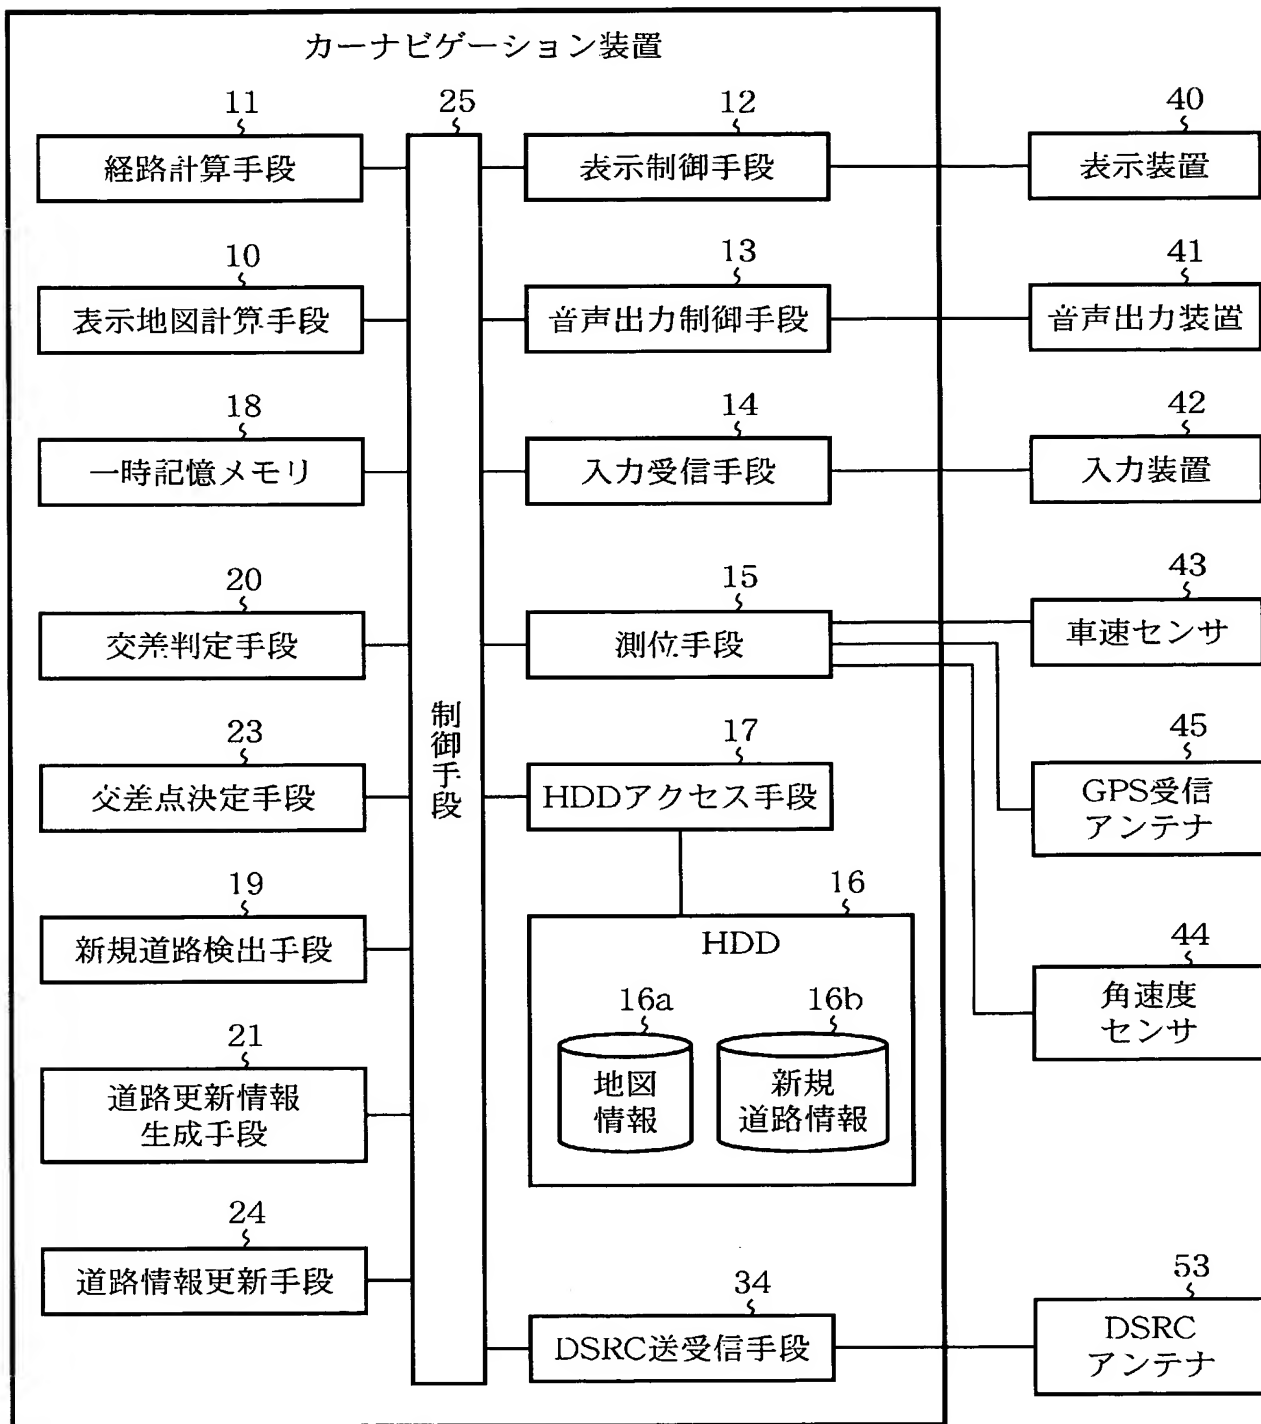 カーナビゲーション装置
11
25
12
40
経路計算手段
表示制御手段
表示装置
10
13
41
表示地図計算手段
音声出力制御手段
音声出力装置
18
14
42
一時記憶メモリ
入力受信手段
入力装置
20
15
43
交差判定手段
測位手段
車速センサ
制御手段
23
17
45
交差点決定手段
HDDアクセス手段
GPS受信
アンテナ
19
16
44
新規道路検出手段
HDD
角速度
センサ
16a
16b
地図
情報
新規
道路情報
21
道路更新情報
生成手段
24
道路情報更新手段
34
53
DSRC送受信手段
DSRC
アンテナ